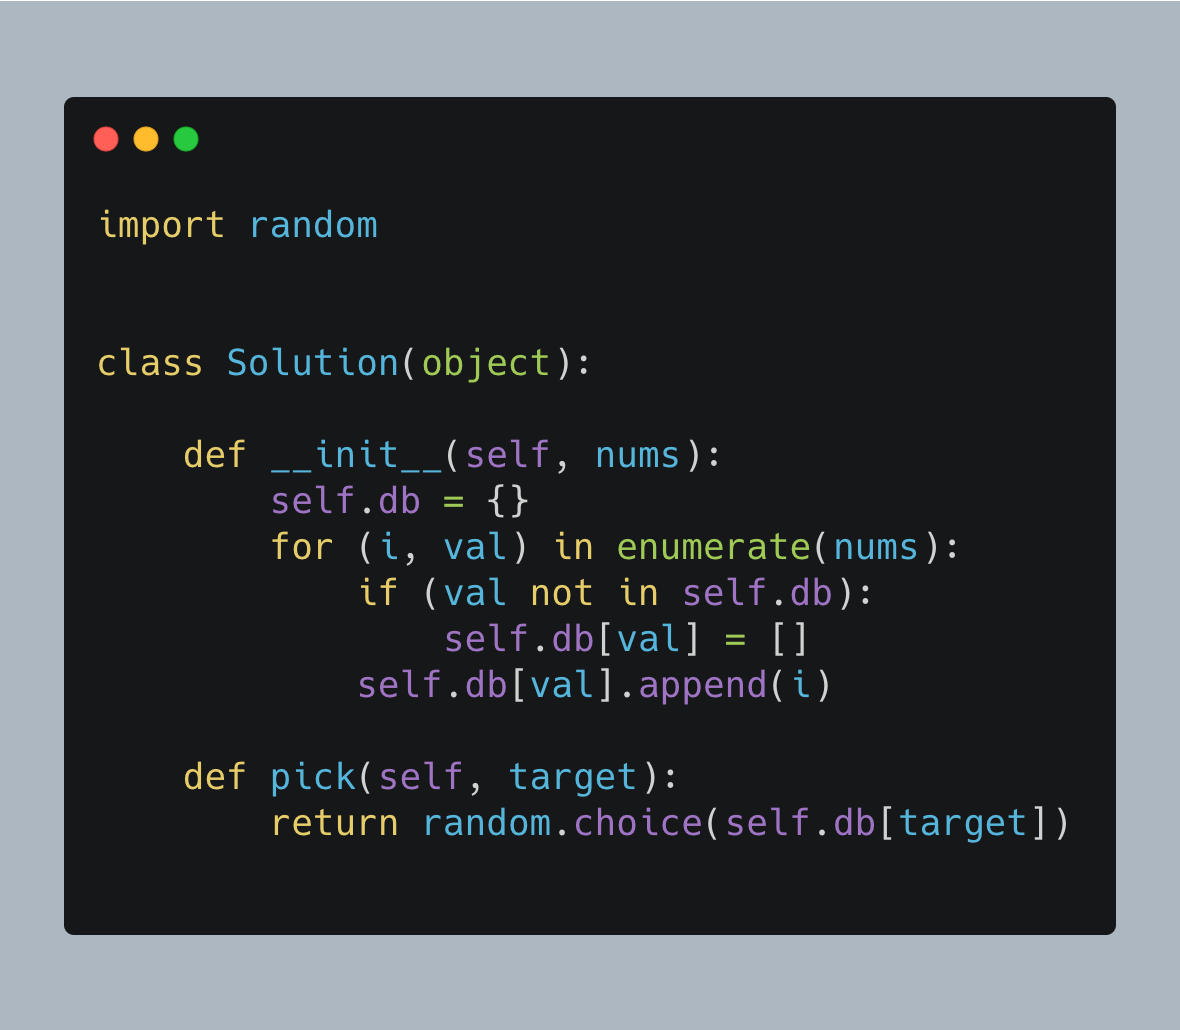 import random
class Solution(object):
    def __init__(self, nums):
        self.db = {}
        for (i, val) in enumerate(nums):
            if (val not in self.db):
                self.db[val] = []
            self.db[val].append(i)
    def pick(self, target):
        return random.choice(self.db[target])